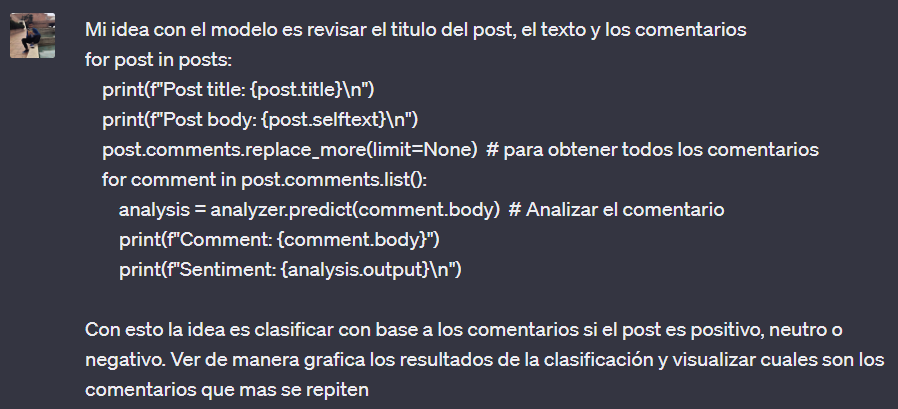 Mi idea con el modelo es revisar el titulo del post, el texto y los comentarios
for post in posts:
    print(f"Post title: {post.title}\n")
    print(f"Post body: {post.selftext}\n")
    post.comments.replace_more(limit=None)  # para obtener todos los comentarios
    for comment in post.comments.list():
        analysis = analyzer.predict(comment.body)  # Analizar el comentario
        print(f"Comment: {comment.body}")
        print(f"Sentiment: {analysis.output}\n")

Con esto la idea es clasificar con base a los comentarios si el post es positivo, neutro o
negativo. Ver de manera grafica los resultados de la clasificación y visualizar cuales son los
comentarios que mas se repiten